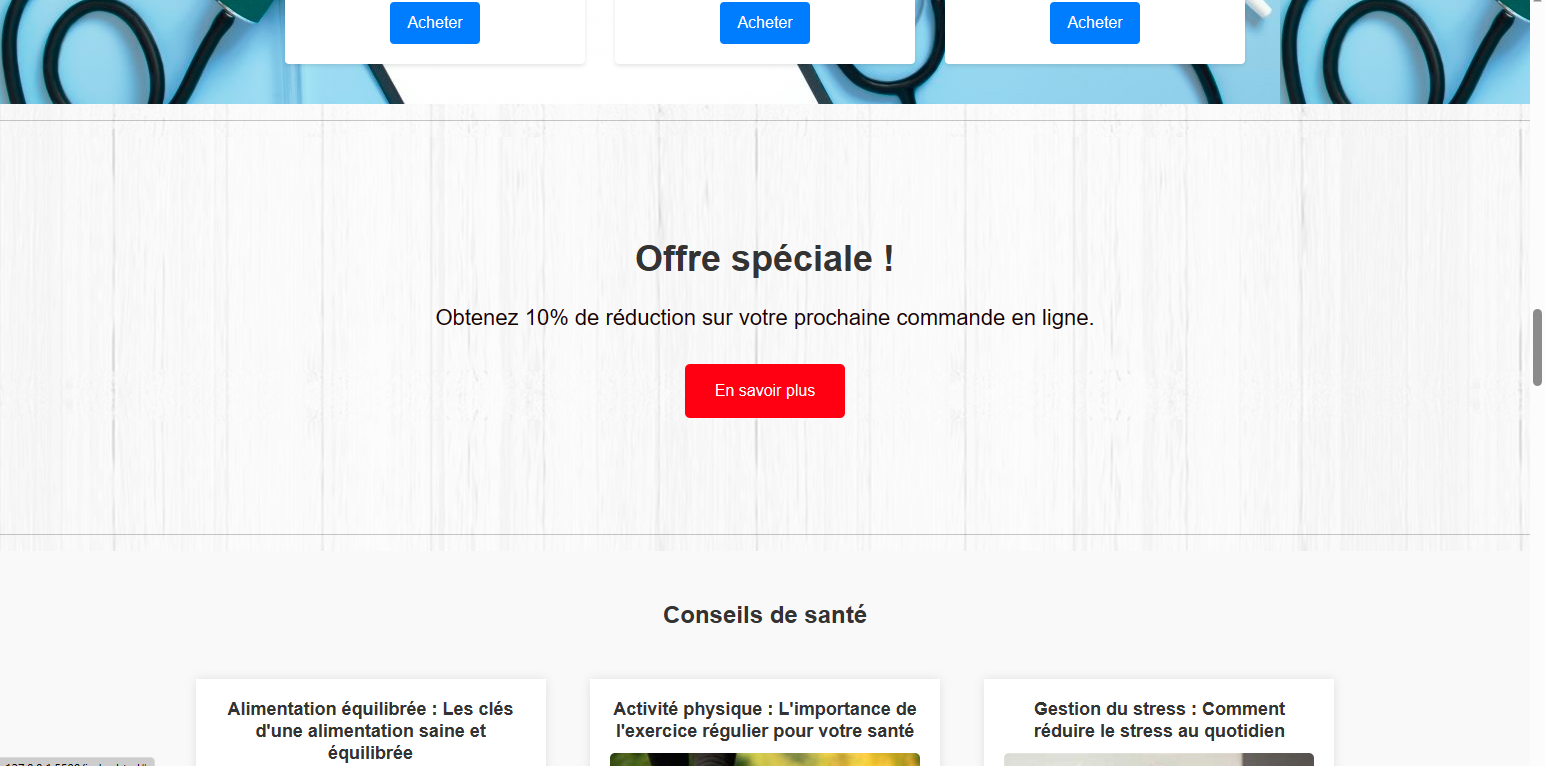 Acheter Acheter Acheter
Offre spéciale !
Obtenez 10% de réduction sur votre prochaine commande en ligne.
En savoir plus
Conseils de santé
Alimentation équilibrée : Les clés
d'une alimentation saine et
équilibrée
Activité physique : L'importance de
l'exercice régulier pour votre santé
Gestion du stress : Comment
réduire le stress au quotidien